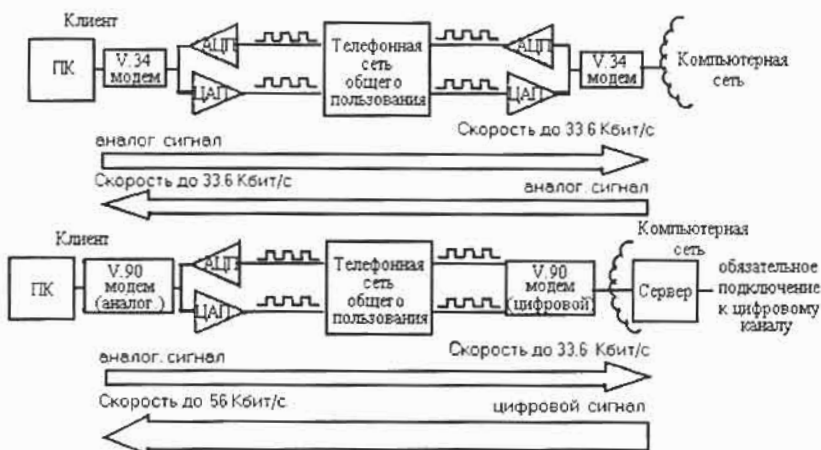 Клиент
ПК
V.34
модем
АЦП
ЦАП
Телефонная
сеть
общего
пользования
АЦП
ЦАП
V.34
модем
Компьютерная
сеть
Скорость до 33.6 Кбит/с
аналог. сигнал
Скорость до 33.6 Кбит/с
аналог. сигнал
Клиент
ПК
V.90
модем
(аналог.)
АЦП
ЦАП
Телефонная
сеть
общего
пользования
V.90
модем
(цифровой)
Компьютерная
сеть
Сервер
обязательное
подключение
к цифровому
каналу
аналог. сигнал
Скорость до 33.6 Кбит/с
Скорость до 56 Кбит/с
цифровой сигнал